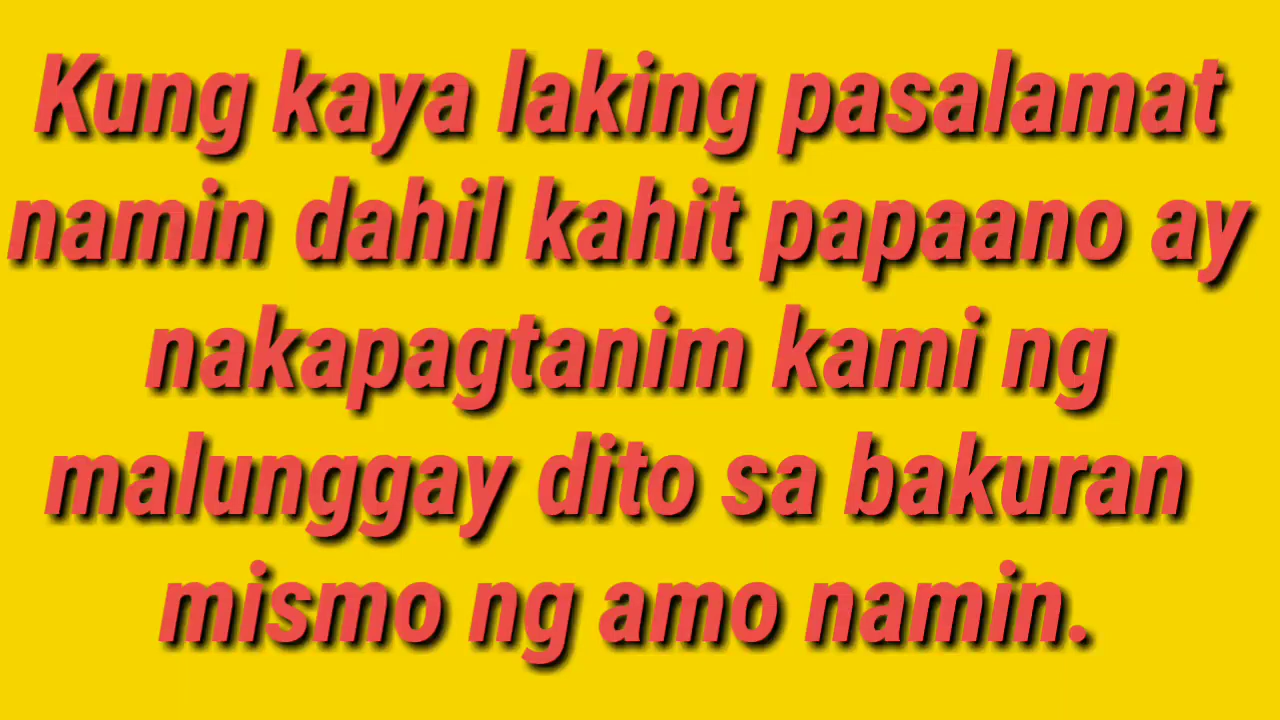 Kung kaya laking pasalamat
namin dahil kahit papaano ay
nakapagtanim kami ng
malunggay dito sa bakuran
mismo ng amo namin.